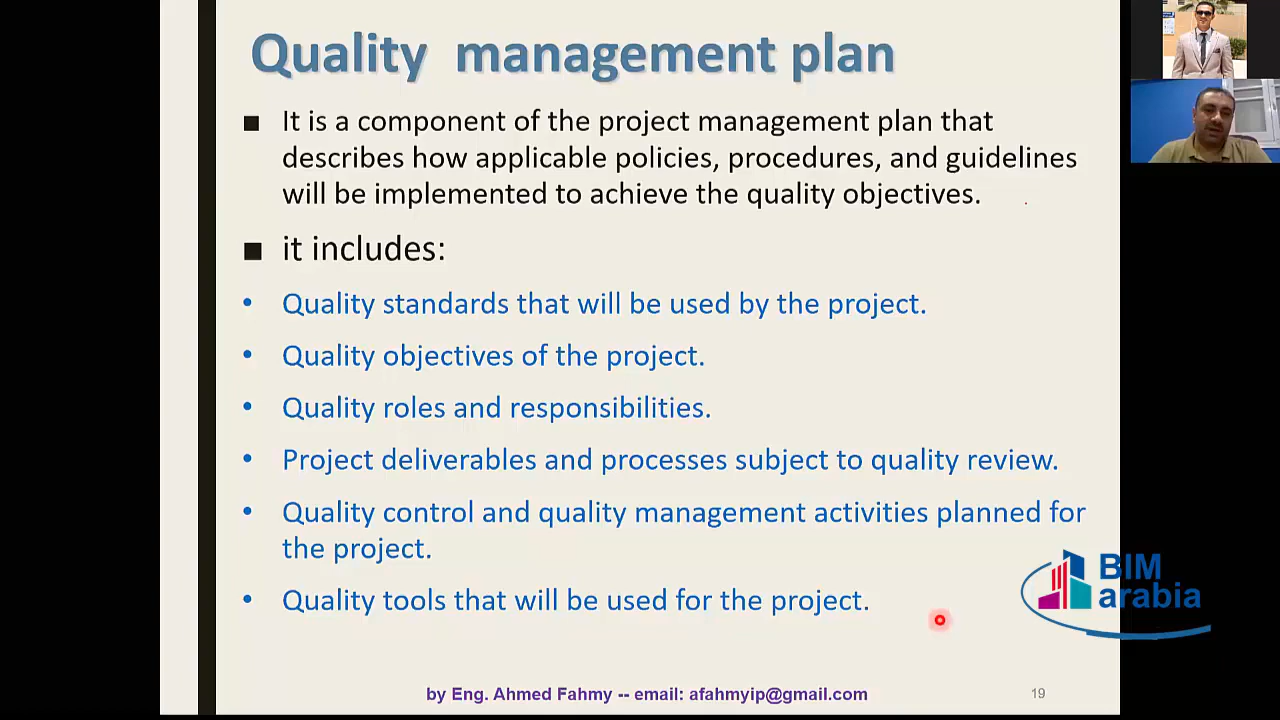 Quality management plan
■ It is a component of the project management plan that
describes how applicable policies, procedures, and guidelines
will be implemented to achieve the quality objectives.
■ it includes:
• Quality standards that will be used by the project.
• Quality objectives of the project.
• Quality roles and responsibilities.
• Project deliverables and processes subject to quality review.
• Quality control and quality management activities planned for
the project.
• Quality tools that will be used for the project.
BIM
arabia
by Eng. Ahmed Fahmy -- email: afahmyip@gmail.com
19